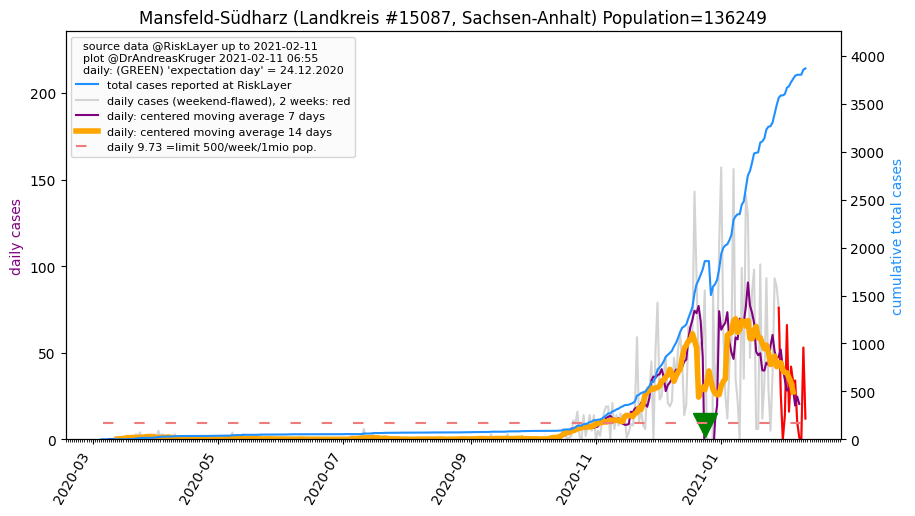 Mansfeld-Südharz (Landkreis #15087, Sachsen-Anhalt) Population=136249
source data @RiskLayer up to 2021-02-11
plot @DrAndreasKruger 2021-02-11 06:55
daily: (GREEN) 'expectation day' = 24.12.2020
total cases reported at RiskLayer
daily cases (weekend-flawed), 2 weeks: red
daily: centered moving average 7 days
daily: centered moving average 14 days
daily 9.73 =limit 500/week/1mio pop.
daily cases
200
150
100
50
0
4000
3500
3000
2500
2000
1500
1000
500
0
cumulative total cases
2020-03
2020-05
2020-07
2020-09
2020-11
2021-01